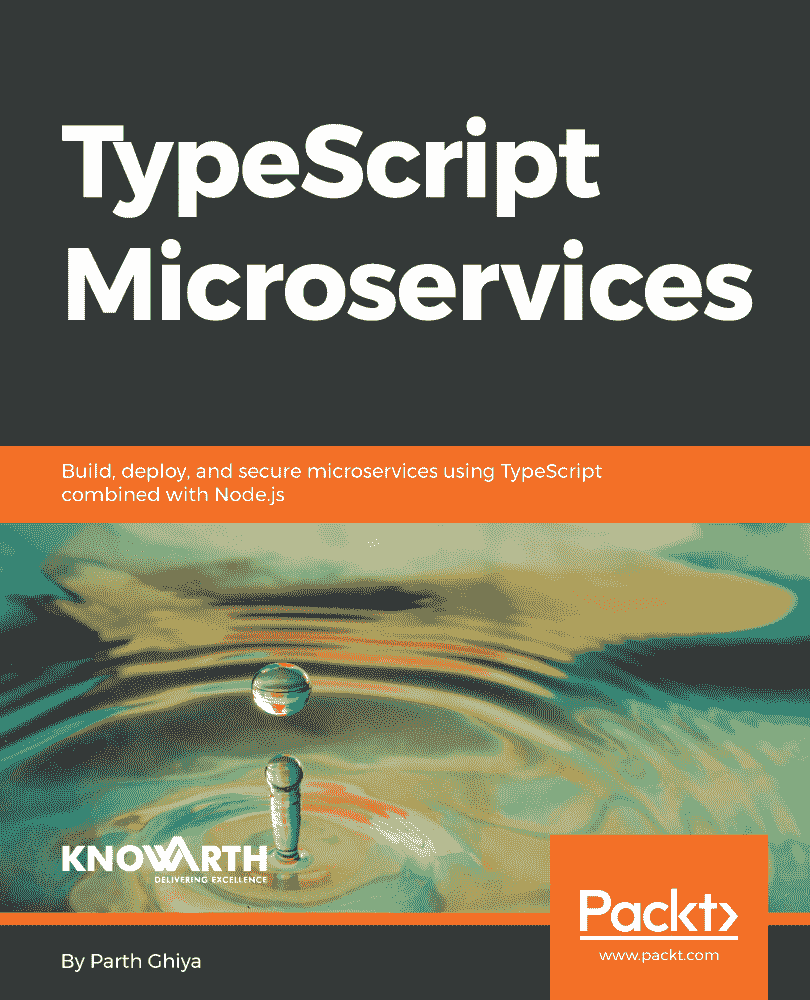 TypeScript
Microservices
Build, deploy, and secure microservices using TypeScript
combined with Node.js
KNOWARTH
DELIVERING EXCELLENCE
Packt>
www.packt.com
By Parth Ghiya